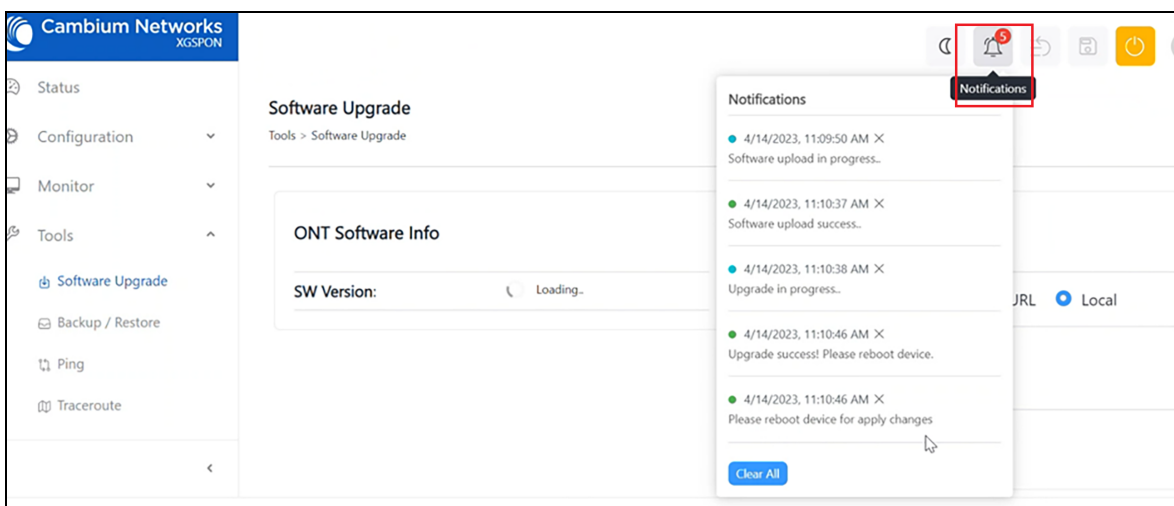 Cambium Networks
XGSPON
5
Notifications
Status
Configuration
Monitor
Tools
Software Upgrade
Backup / Restore
Ping
Traceroute
Software Upgrade
Tools > Software Upgrade
ONT Software Info
SW Version:
Loading..
URL
Local
Notifications
4/14/2023, 11:09:50 AM
Software upload in progress..
4/14/2023, 11:10:37 AM
Software upload success..
4/14/2023, 11:10:38 AM
Upgrade in progress..
4/14/2023, 11:10:46 AM
Upgrade success! Please reboot device.
4/14/2023, 11:10:46 AM
Please reboot device for apply changes
Clear All